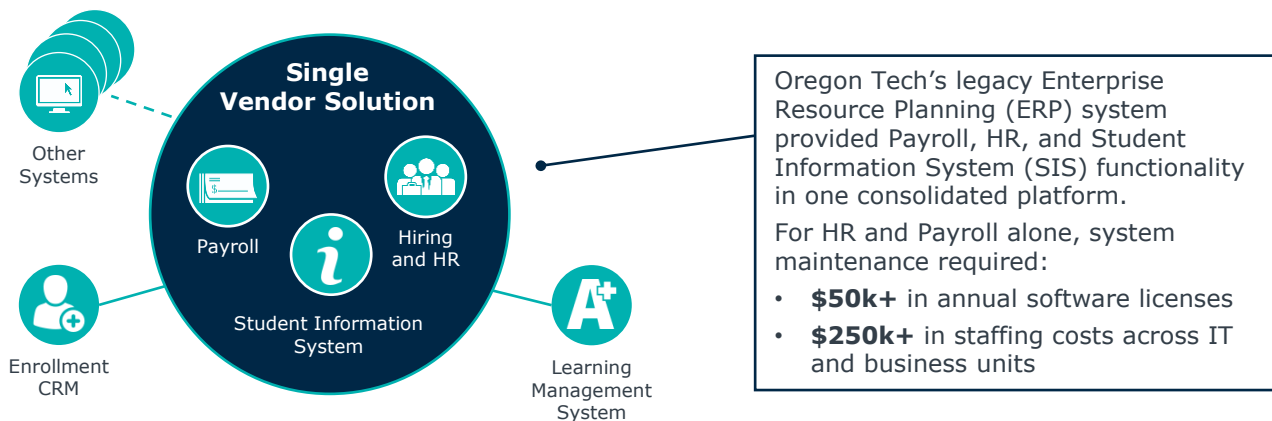 Single
Vendor Solution
Other
Systems
$
Payroll
Hiring
and HR
Student Information
System
Enrollment
CRM
A+
Learning
Management
System
Oregon Tech’s legacy Enterprise
Resource Planning (ERP) system
provided Payroll, HR, and Student
Information System (SIS) functionality
in one consolidated platform.
For HR and Payroll alone, system
maintenance required:
• $50k+ in annual software licenses
• $250k+ in staffing costs across IT
and business units